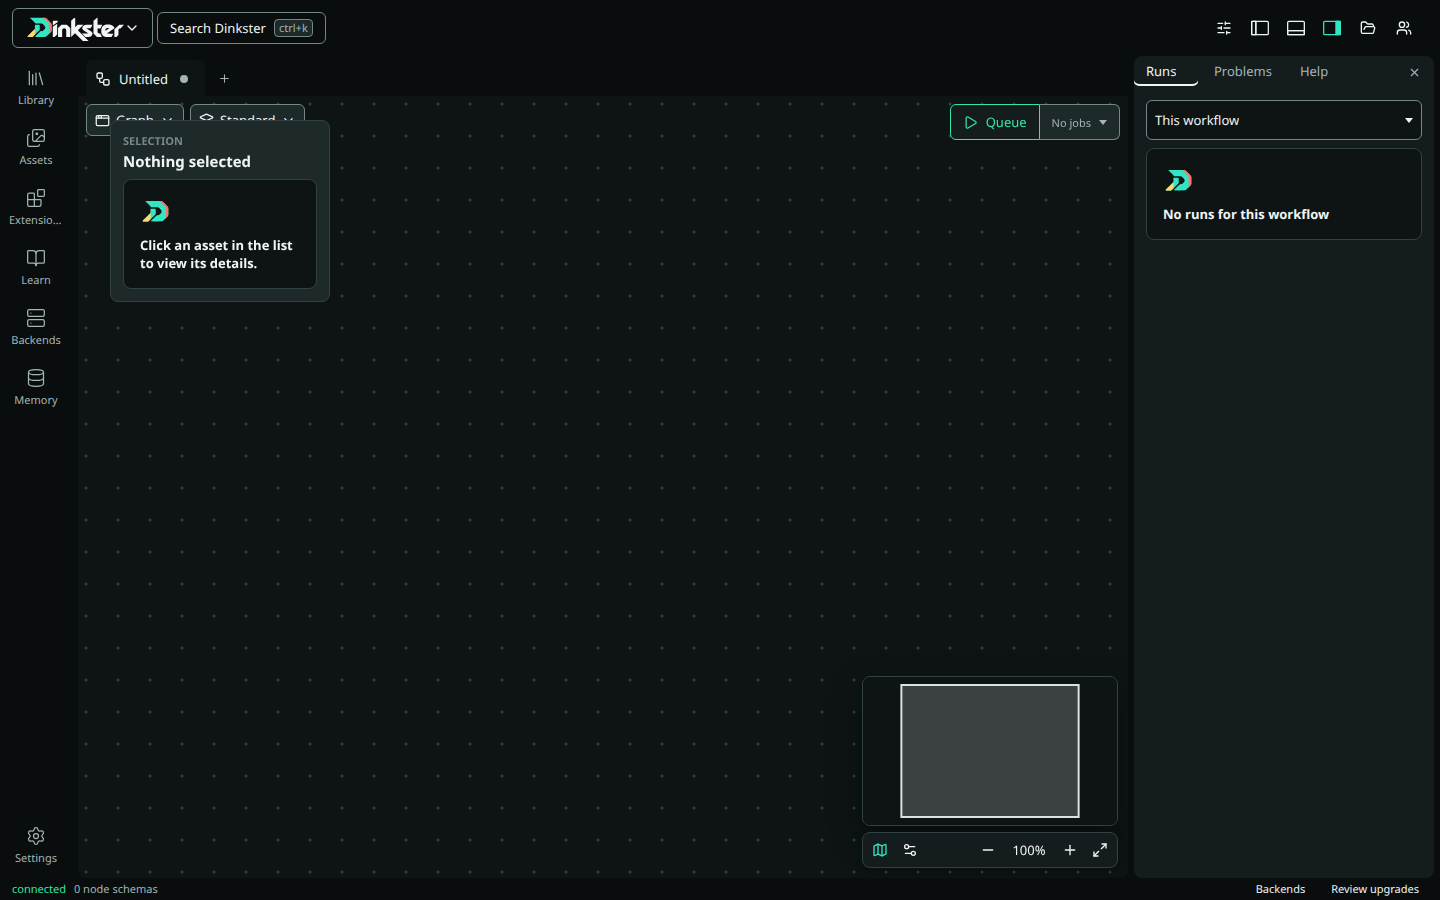 Dinkster
Search Dinkster ctrl+k
Library
Assets
Extensio...
Learn
Backends
Memory
Settings
Untitled
Graph
Standard
SELECTION
Nothing selected
Click an asset in the list
to view its details.
Queue
No jobs
100%
Runs
Problems
Help
This workflow
No runs for this workflow
connected
0 node schemas
Backends
Review upgrades